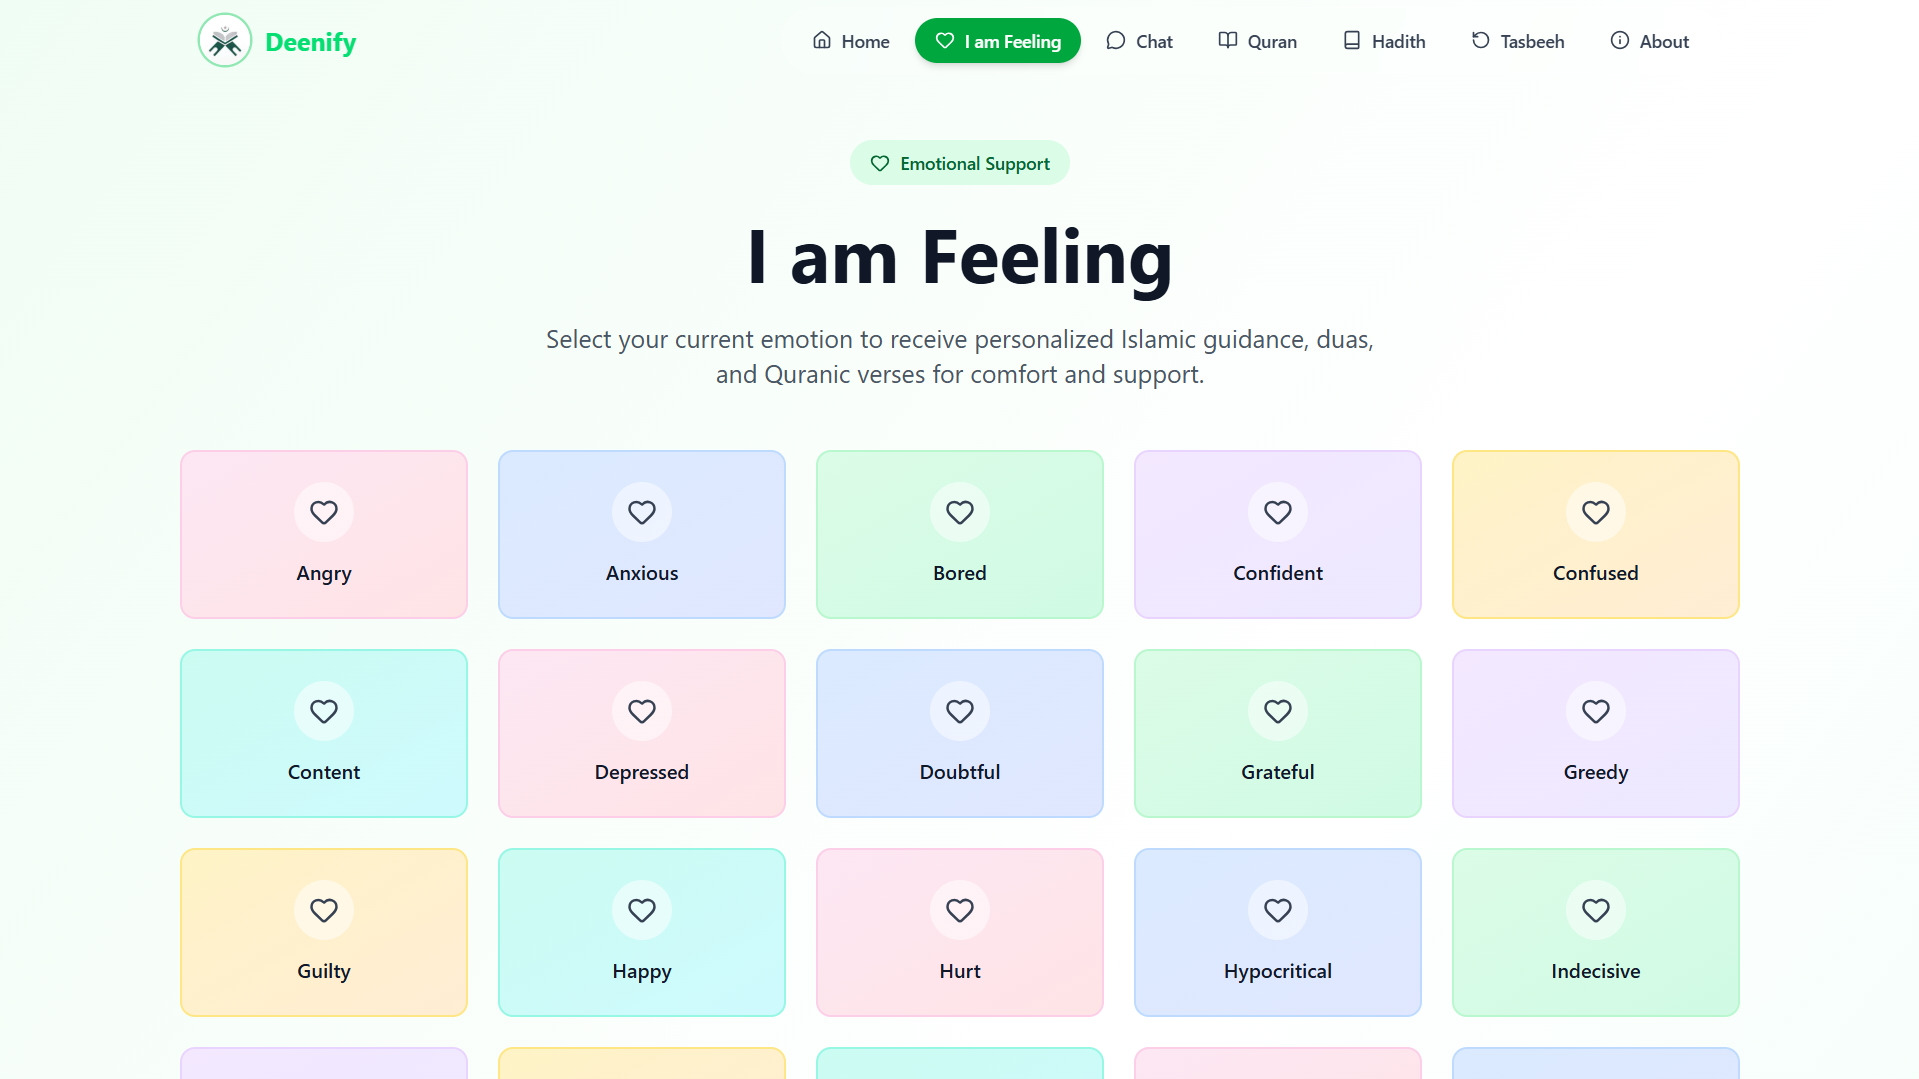 Deenify
Home
I am Feeling
Chat
Quran
Hadith
Tasbeeh
About
Emotional Support
I am Feeling
Select your current emotion to receive personalized Islamic guidance, duas,
and Quranic verses for comfort and support.
Angry
Anxious
Bored
Confident
Confused
Content
Depressed
Doubtful
Grateful
Greedy
Guilty
Happy
Hurt
Hypocritical
Indecisive